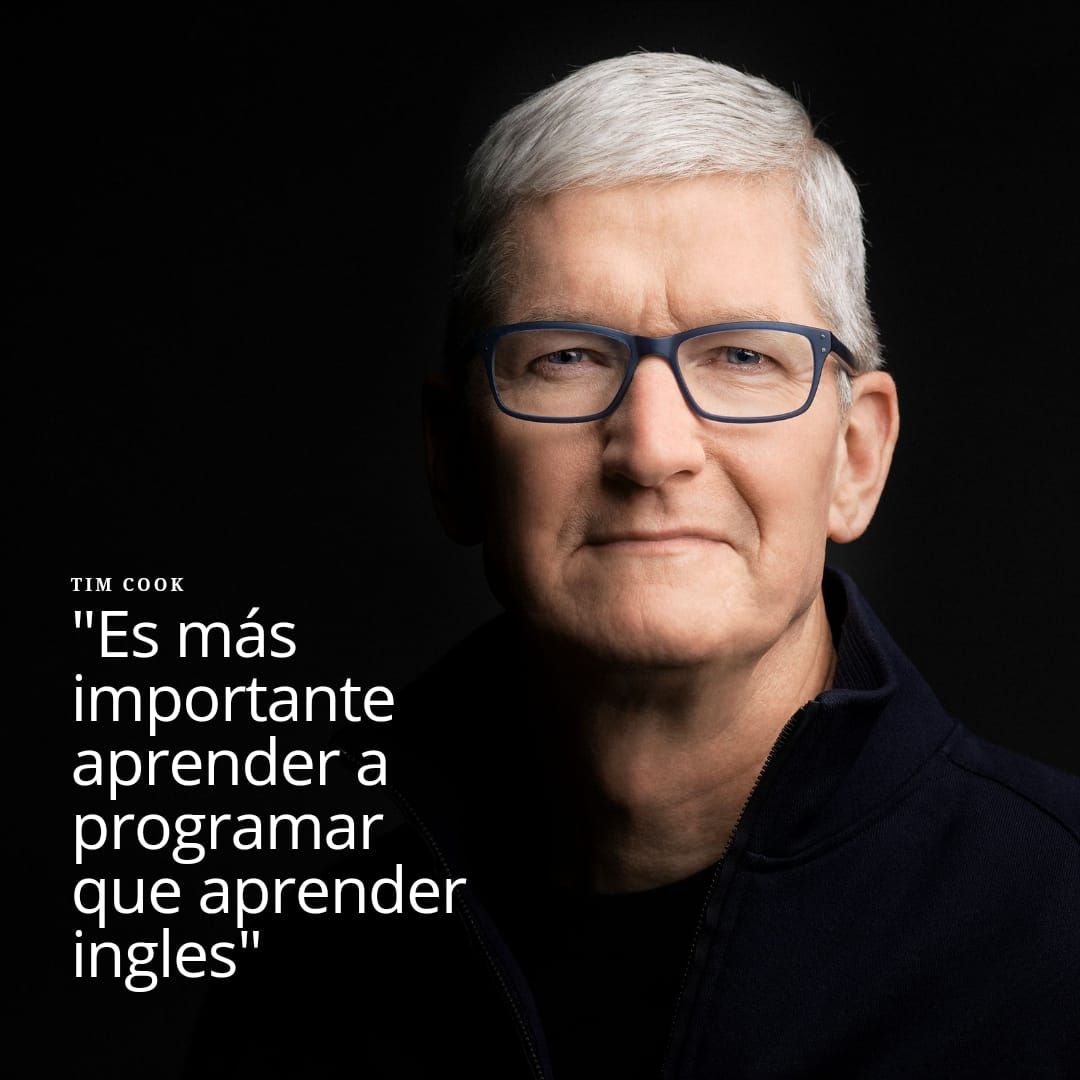 TIM COOK
"Es más
importante
aprender a
programar
que aprender
ingles"